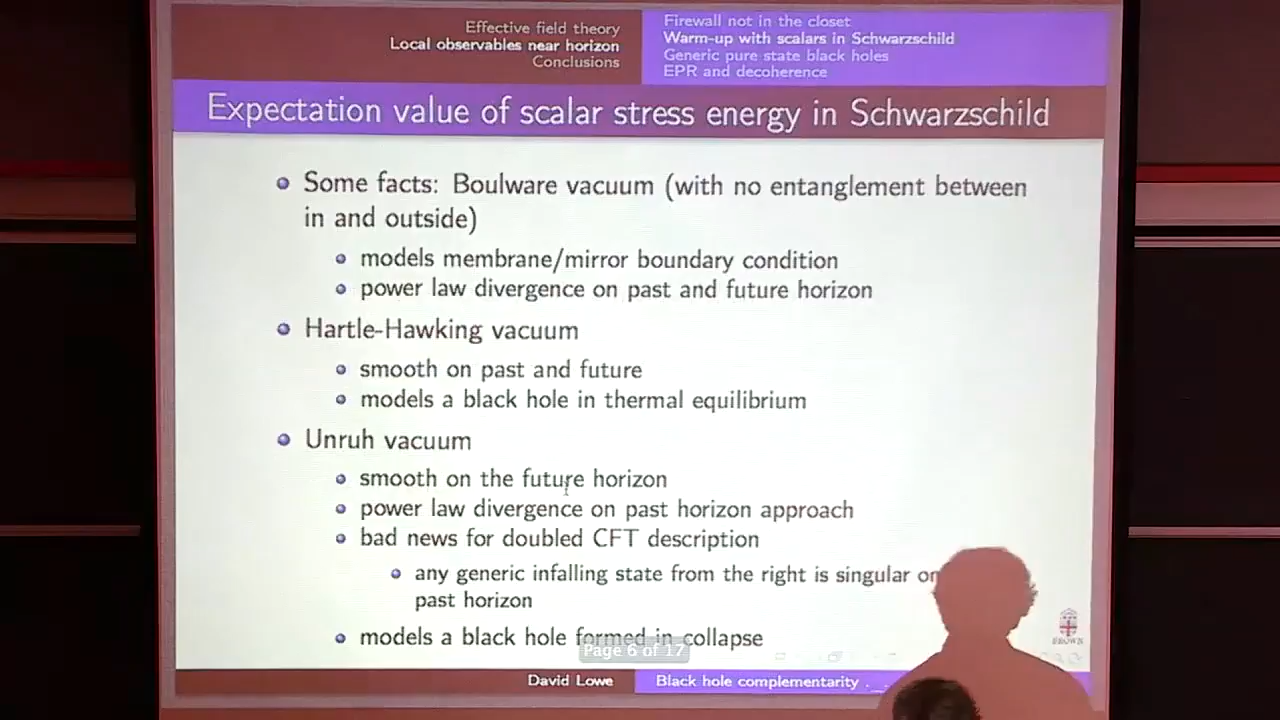 Effective field theory
Local observables near horizon
Conclusions
Firewall not in the closet
Warm-up with scalars in Schwarzschild
Generic pure state black holes
EPR and decoherence
Expectation value of scalar stress energy in Schwarzschild
Some facts: Boulware vacuum (with no entanglement between
in and outside)
models membrane/mirror boundary condition
power law divergence on past and future horizon
Hartle-Hawking vacuum
smooth on past and future
models a black hole in thermal equilibrium
Unruh vacuum
smooth on the future horizon
power law divergence on past horizon approach
bad news for doubled CFT description
any generic infalling state from the right is singular on
past horizon
models a black hole formed in collapse
Page 6 of 17
BROWN
David Lowe
Black hole complementarity ...